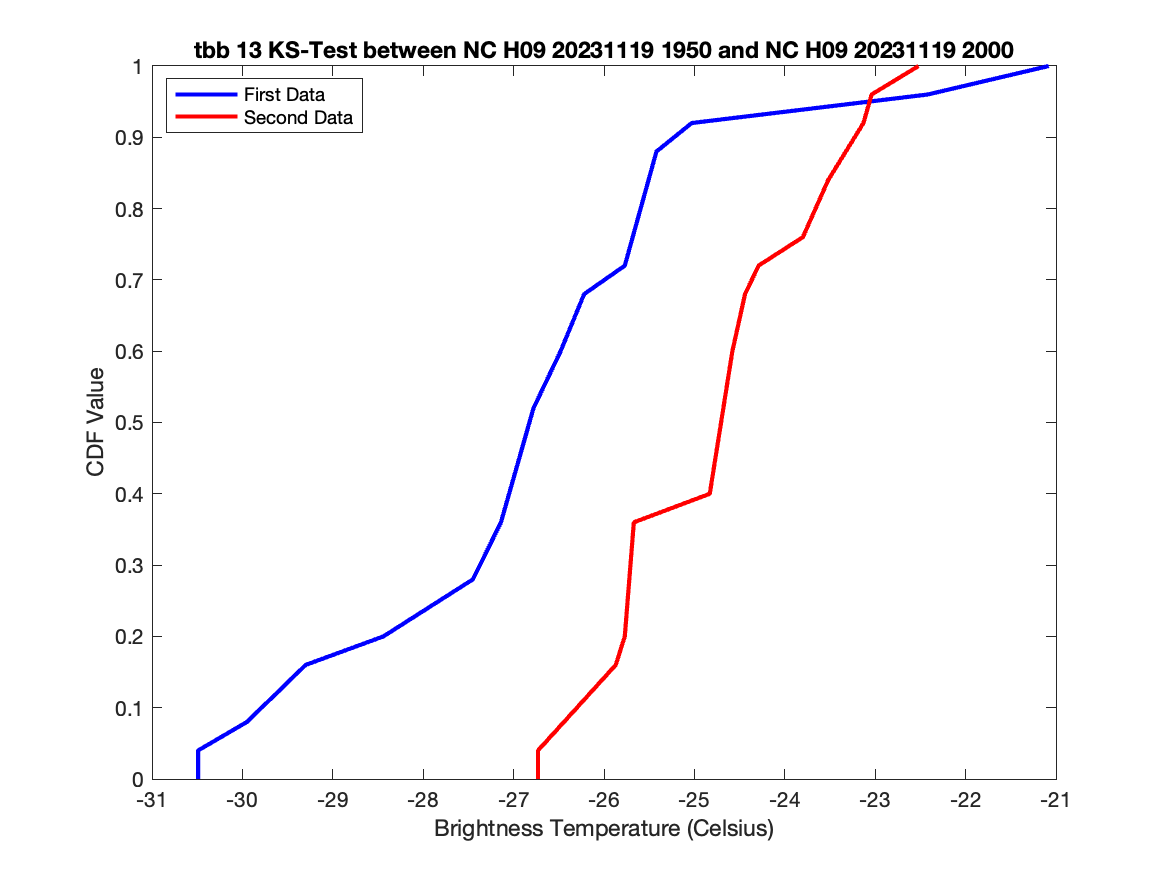 tbb 13 KS-Test between NC H09 20231119 1950 and NC H09 20231119 2000
First Data
Second Data
1
0.9
0.8
0.7
0.6
0.5
0.4
0.3
0.2
0.1
0
CDF Value
-31 -30 -29 -28 -27 -26 -25 -24 -23 -22 -21
Brightness Temperature (Celsius)